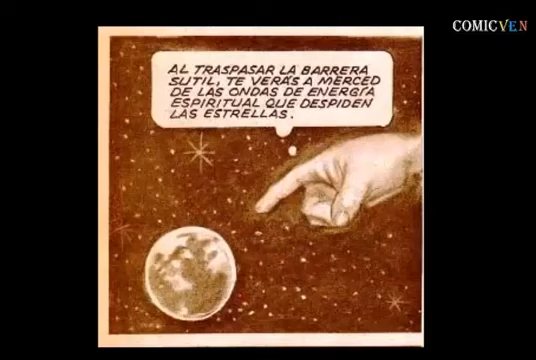 COMICVEN
AL TRASPASAR LA BARRERA
SUTIL, TE VERÁS A MERCED
DE LAS ONDAS DE ENERGÍA
ESPIRITUAL QUE DESPIDEN
LAS ESTRELLAS.